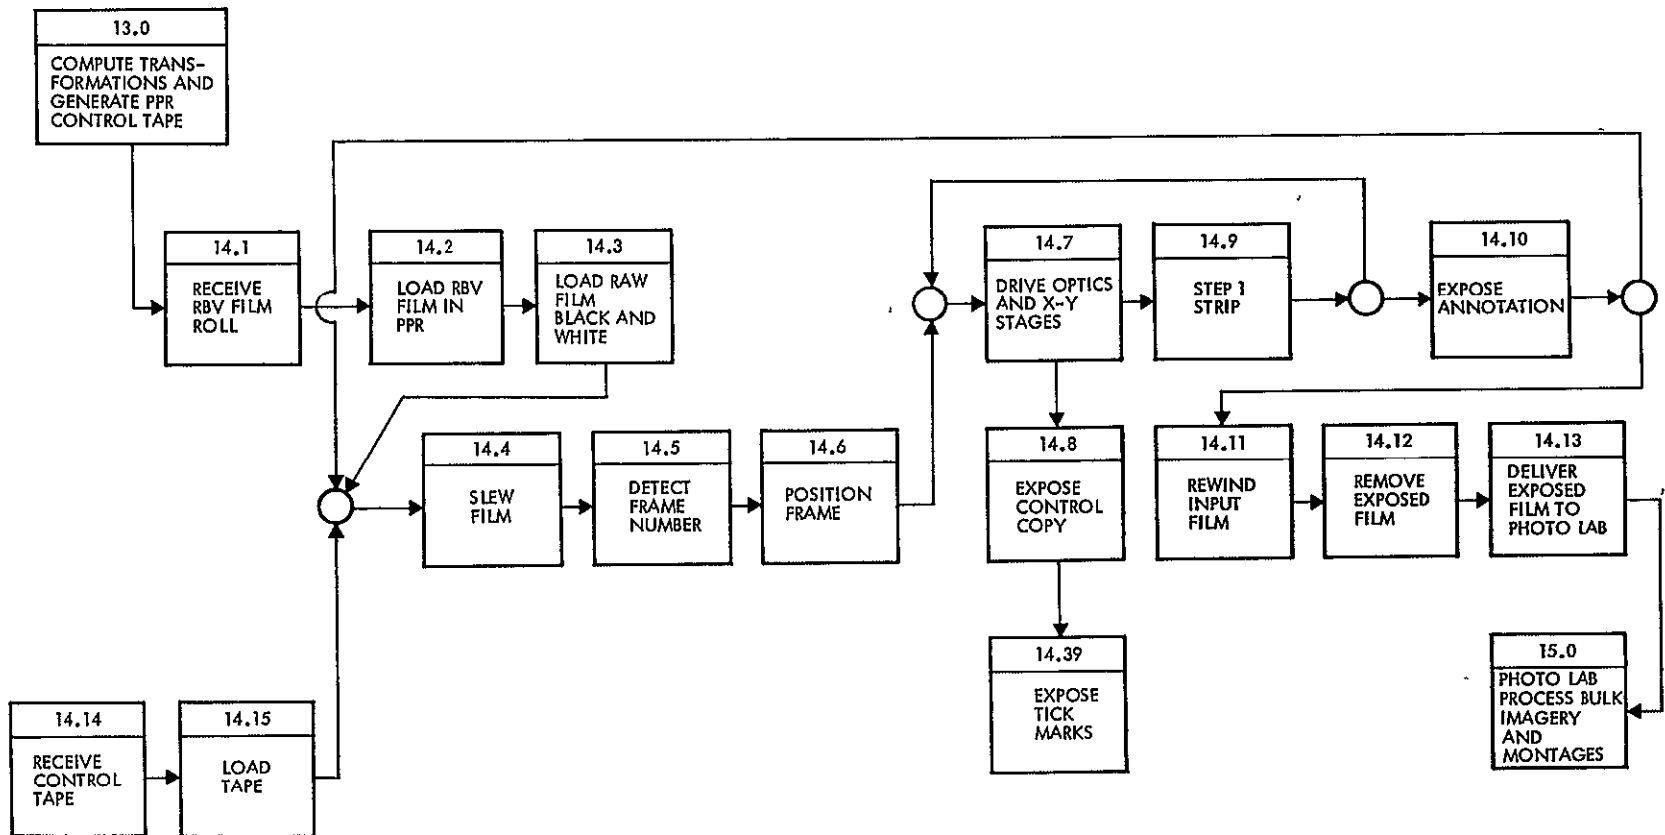 13.0
COMPUTE TRANS-
FORMATIONS AND
GENERATE PPR
CONTROL TAPE
14.1
RECEIVE
RBV FILM
ROLL
14.2
LOAD RBV
FILM IN
PPR
14.3
LOAD RAW
FILM
BLACK AND
WHITE
14.7
DRIVE OPTICS
AND X-Y
STAGES
14.9
STEP 1
STRIP
14.10
EXPOSE
ANNOTATION
14.4
SLEW
FILM
14.5
DETECT
FRAME
NUMBER
14.6
POSITION
FRAME
14.8
EXPOSE
CONTROL
COPY
14.11
REWIND
INPUT
FILM
14.12
REMOVE
EXPOSED
FILM
14.13
DELIVER
EXPOSED
FILM TO
PHOTO LAB
14.39
EXPOSE
TICK
MARKS
15.0
PHOTO LAB
PROCESS BULK
IMAGERY
AND
MONTAGES
14.14
RECEIVE
CONTROL
TAPE
14.15
LOAD
TAPE